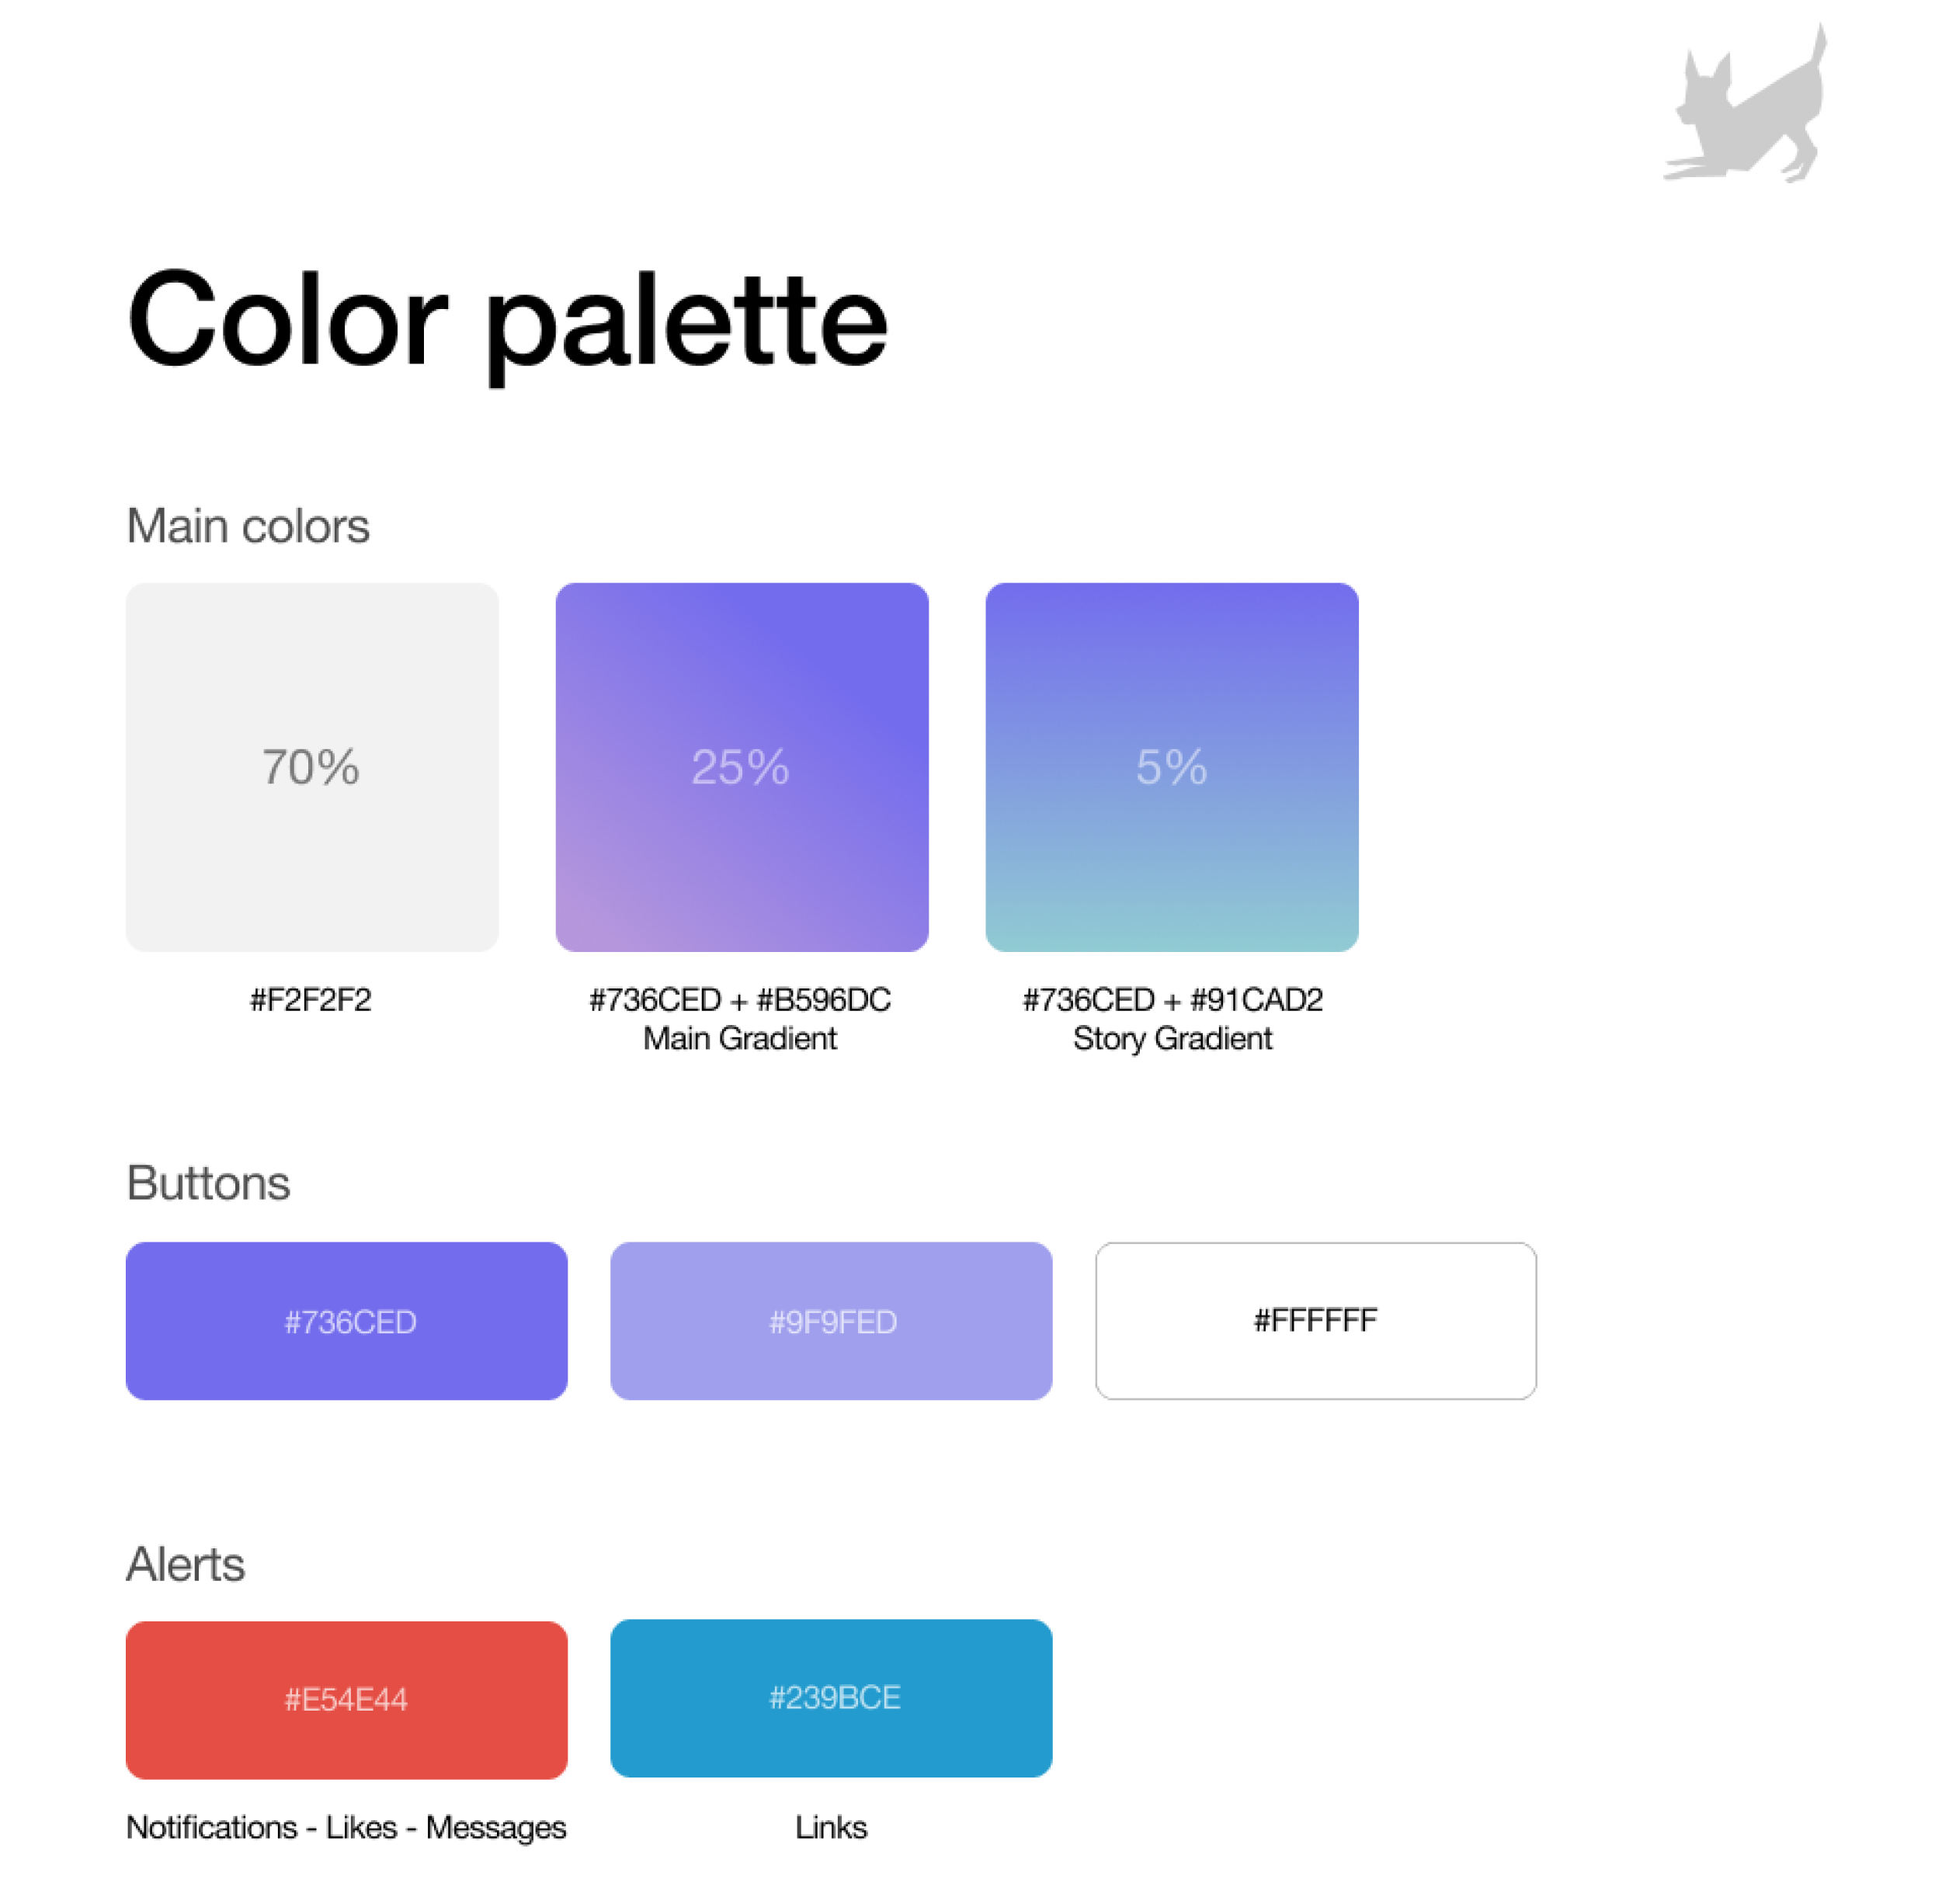 Color palette
Main colors
70%
25%
5%
#F2F2F2
#736CED + #B596DC
Main Gradient
#736CED + #91CAD2
Story Gradient
Buttons
#736CED
#9F9FED
#FFFFFF
Alerts
#E54E44
#239BCE
Notifications - Likes - Messages
Links